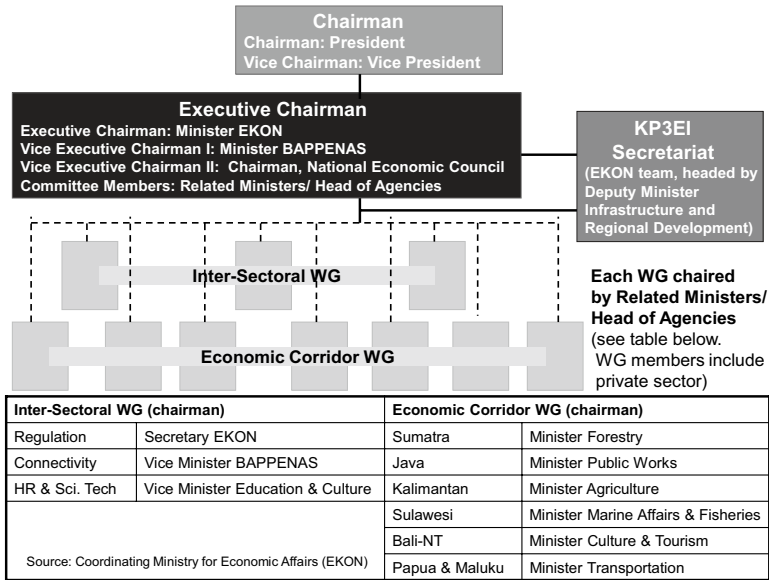 Chairman
Chairman: President
Vice Chairman: Vice President
Executive Chairman
Executive Chairman: Minister EKON
Vice Executive Chairman I: Minister BAPPENAS
Vice Executive Chairman II: Chairman, National Economic Council
Committee Members: Related Ministers/ Head of Agencies
KP3EI
Secretariat
(EKON team, headed by
Deputy Minister
Infrastructure and
Regional Development)
Inter-Sectoral WG
Economic Corridor WG
Each WG chaired
by Related Ministers/
Head of Agencies
(see table below.
WG members include
private sector)
Inter-Sectoral WG (chairman) Economic Corridor WG (chairman)
Regulation Secretary EKON Sumatra Minister Forestry
Connectivity Vice Minister BAPPENAS Java Minister Public Works
HR & Sci. Tech Vice Minister Education & Culture Kalimantan Minister Agriculture
Sulawesi Minister Marine Affairs & Fisheries
Bali-NT Minister Culture & Tourism
Source: Coordinating Ministry for Economic Affairs (EKON) Papua & Maluku Minister Transportation